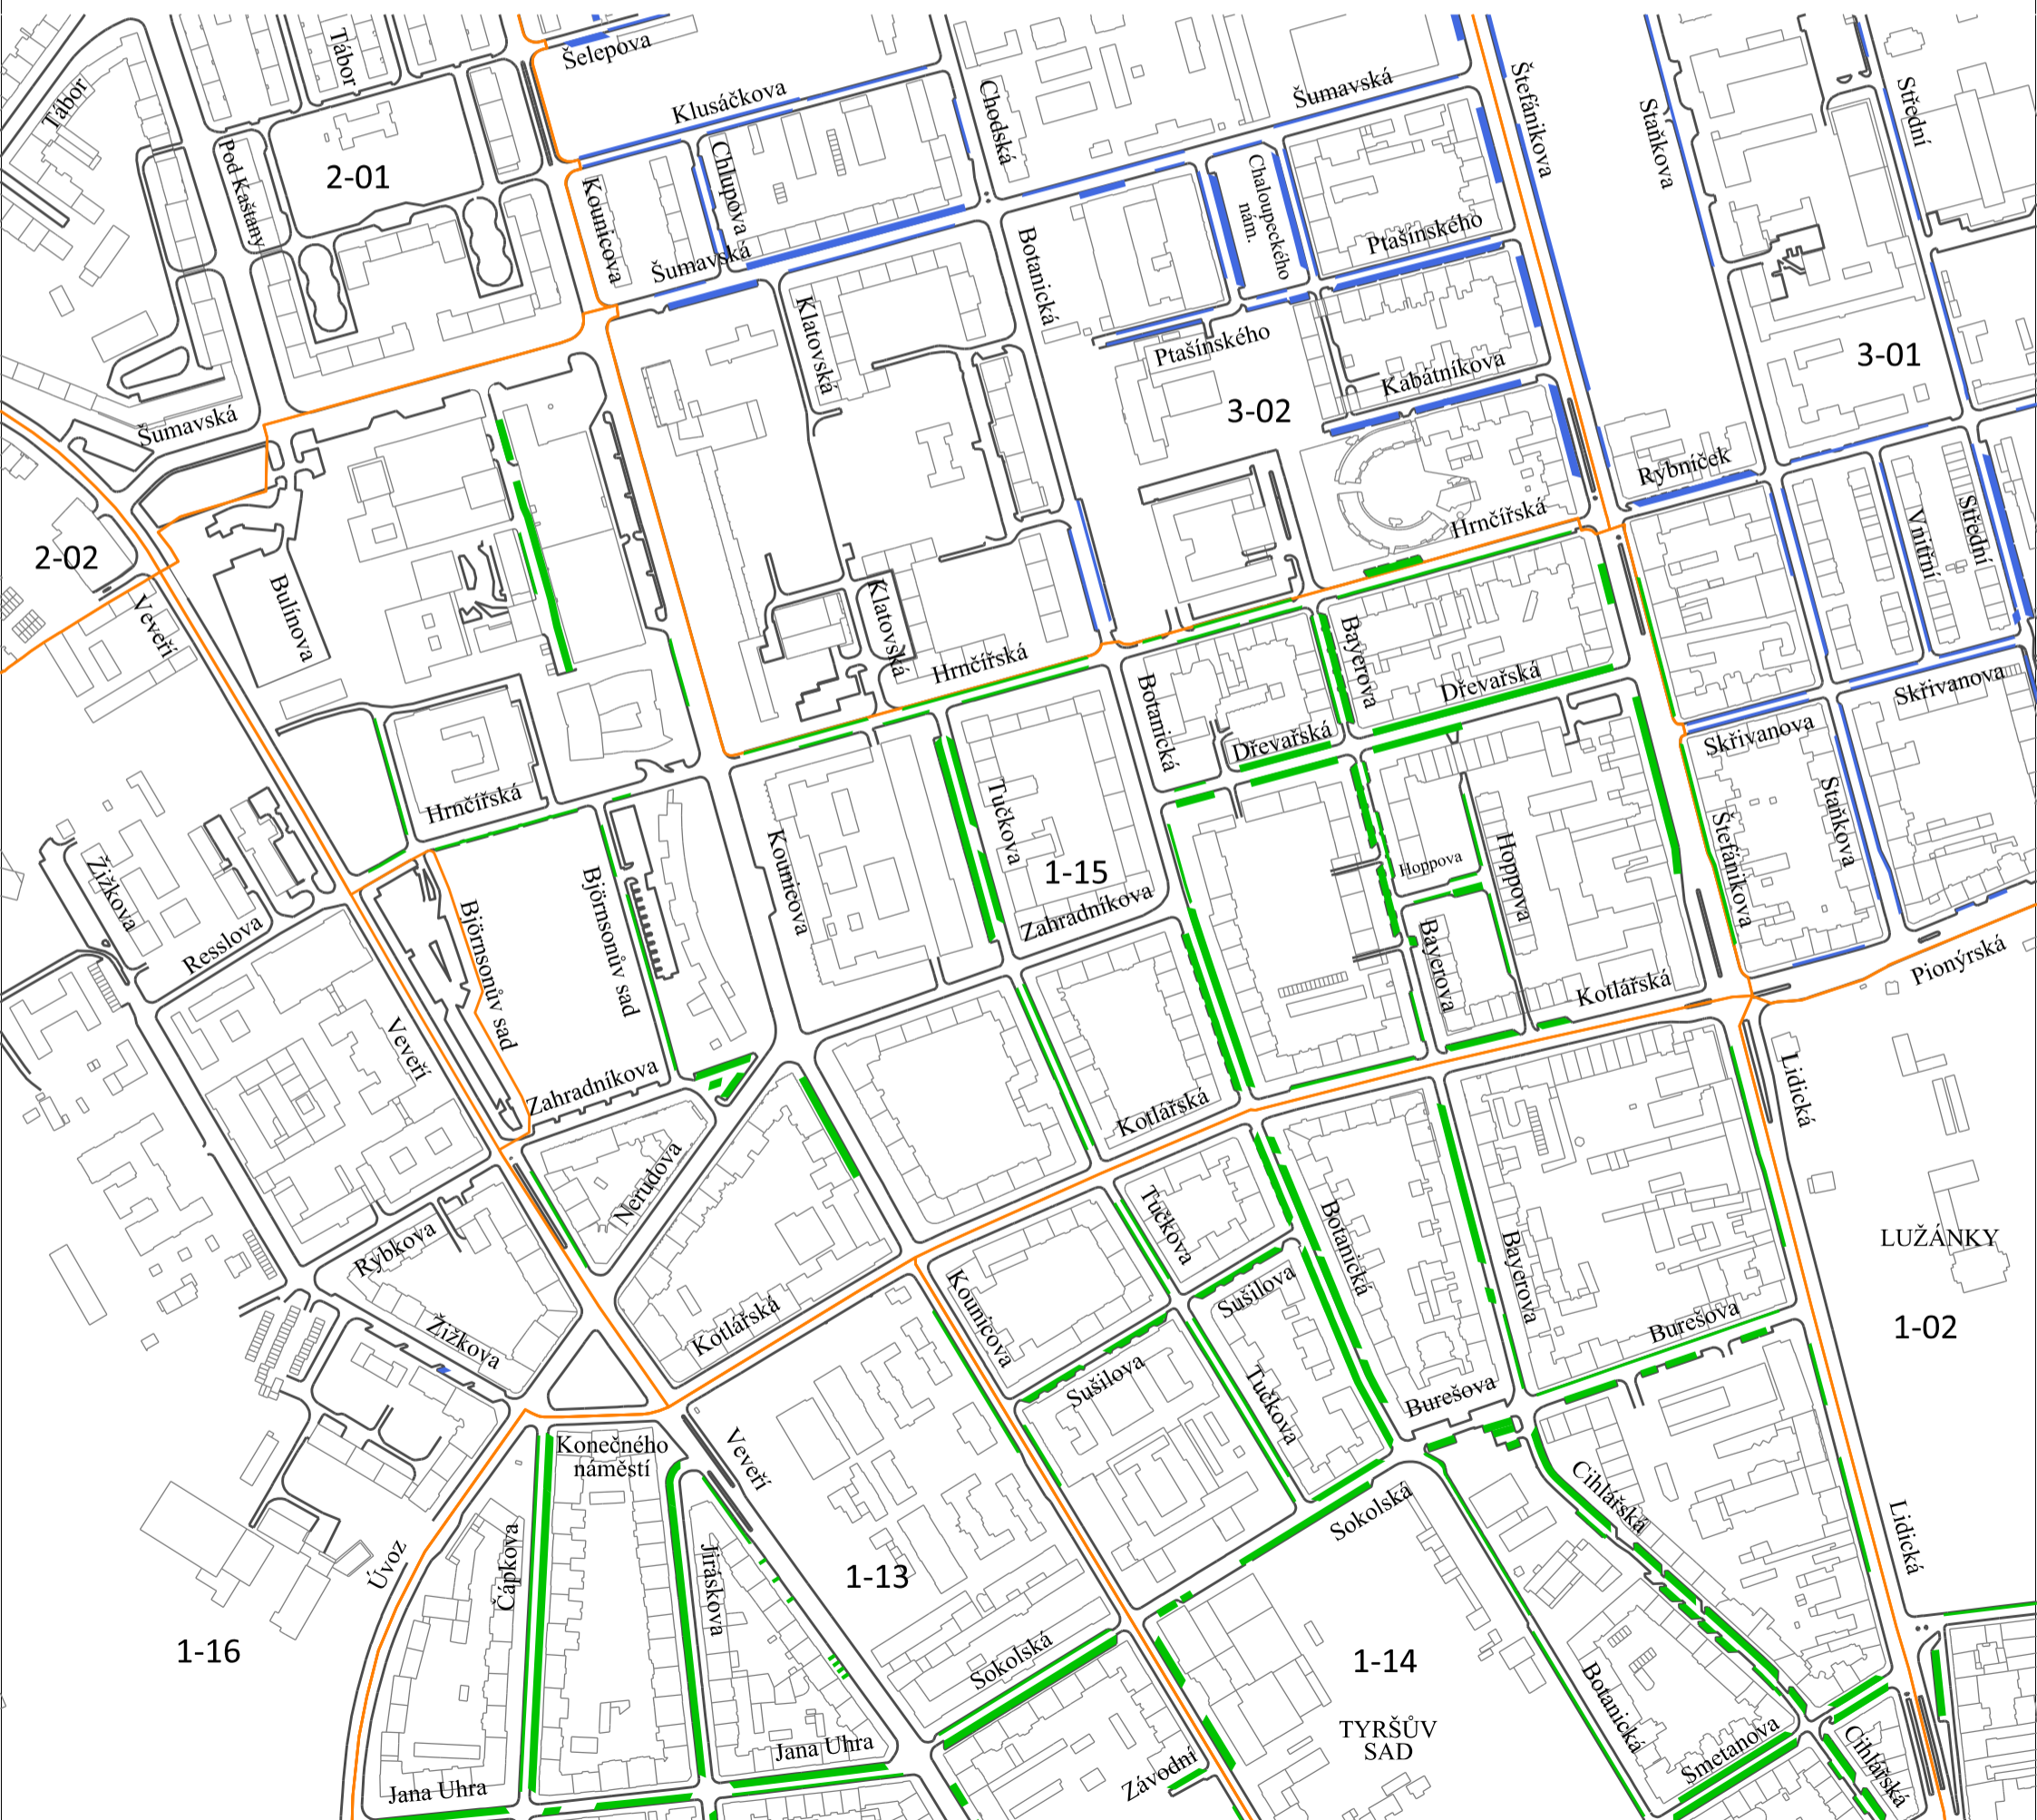 Šelepova
Tábor
Tábor
Klusáčkova
Chodská
Šumavská
Štefánikova
Staňkova
Střední
Pod Kaštany
2-01
Kounicova
Chlupova
Šumavská
Botanická
Chaloupeckého
nám.
Ptašínského
Klatovská
Ptašínského
3-01
Kabátníkova
3-02
Šumavská
Rybníček
Hrnčířská
Vnitřní
Střední
2-02
Veveří
Bulínova
Klatovská
Hrnčířská
Botanická
Bayerova
Dřevařská
Skřivanova
Dřevařská
Skřivanova
Hrnčířská
Tučkova
Kounicova
Štefánikova
Staňkova
Žižkova
Resslova
Björnsonův sad
Björnsonův sad
1-15
Zahradníkova
Hoppova
Hoppova
Bayerova
Kotlářská
Pionýrská
Veveří
Zahradníkova
Kotlářská
Lidická
Nerudova
Rybkova
Tučkova
Botanická
Bayerova
LUŽÁNKY
1-02
Žižkova
Kotlářská
Kounicova
Sušilova
Sušilova
Tučkova
Burešova
Burešova
Konečného
náměstí
Veveří
Sokolská
Cihlářská
Lidická
Úvoz
Čápkova
Jiráskova
1-13
1-16
Sokolská
1-14
Botanická
TYRŠŮV
SAD
Jana Uhra
Jana Uhra
Závodní
Smetanova
Cihlářská